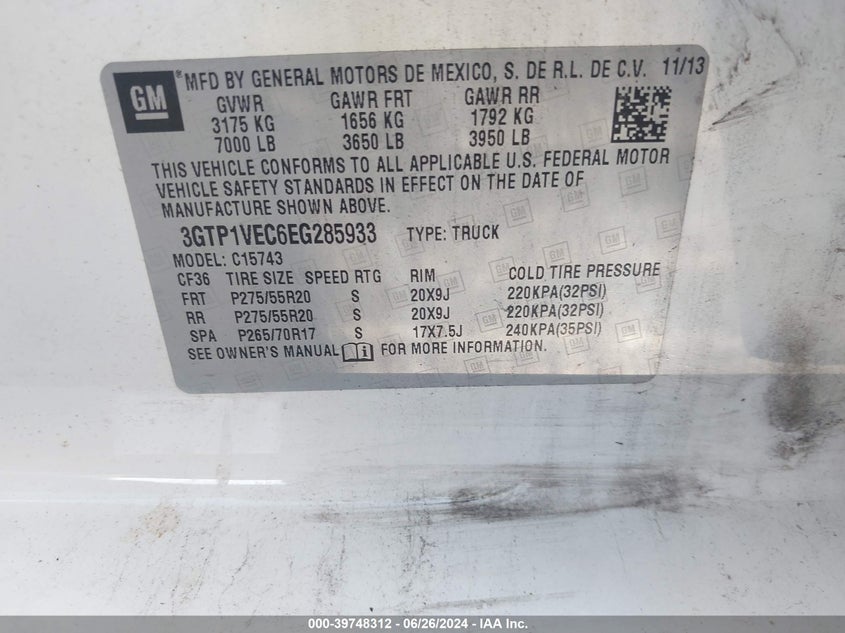 GM ® MFD BY GENERAL MOTORS DE MEXICO, S. DE R.L. DE C.V. 11/13
GVWR GAWR FRT GAWR RR
3175 KG 1656 KG 1792 KG
7000 LB 3650 LB 3950 LB
THIS VEHICLE CONFORMS TO ALL APPLICABLE U.S. FEDERAL MOTOR
VEHICLE SAFETY STANDARDS IN EFFECT ON THE DATE OF
MANUFACTURE SHOWN ABOVE.
3GTP1VEC6EG285933 TYPE: TRUCK
MODEL: C15743
CF36 TIRE SIZE SPEED RTG RIM COLD TIRE PRESSURE
FRT P275/55R20 S 20X9J 220KPA(32PSI)
RR P275/55R20 S 20X9J 220KPA(32PSI)
SPA P265/70R17 S 17X7.5J 240KPA(35PSI)
SEE OWNER'S MANUAL FOR MORE INFORMATION.
000-39748312 - 06/26/2024 - IAAI Inc.